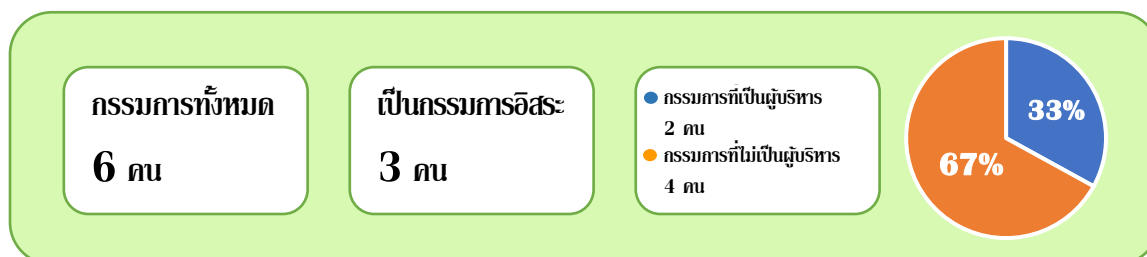 กรรมการทั้งหมด
6 คน
เป็นกรรมการอิสระ
3 คน
กรรมการที่เป็นผู้บริหาร
2 คน
กรรมการที่ไม่เป็นผู้บริหาร
4 คน
33%
67%